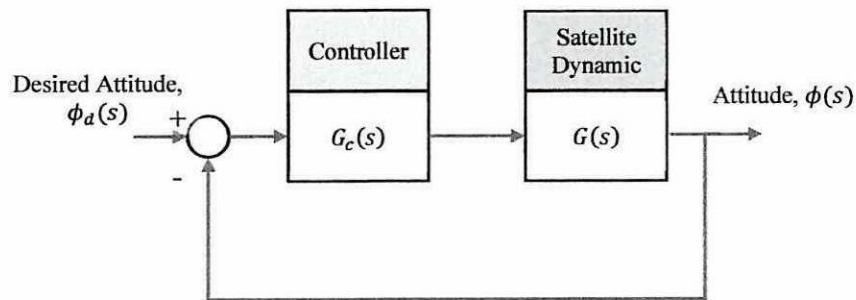 Controller
Satellite
Dynamic
Desired Attitude,
ϕ_d(s)
+
-
G_c(s)
G(s)
Attitude, ϕ(s)